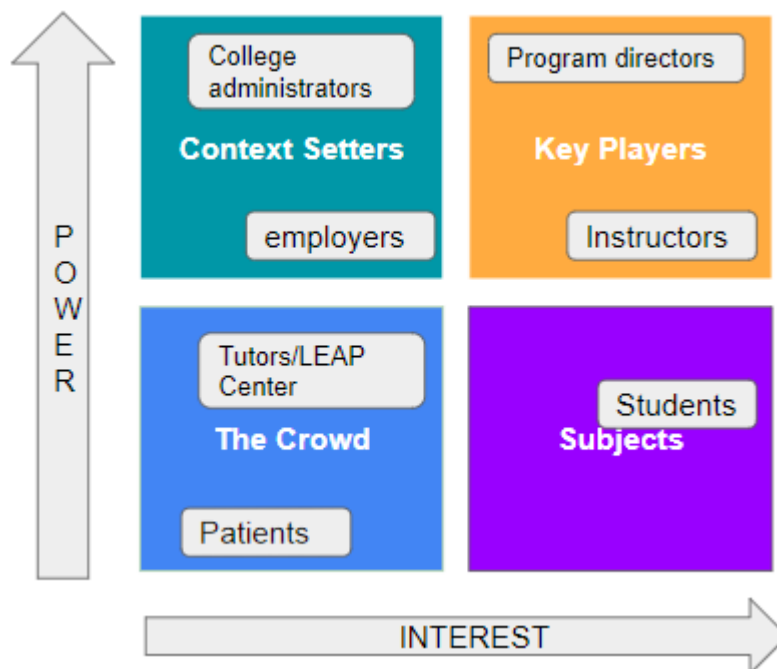 College
administrators
Context Setters
employers
Program directors
Key Players
Instructors
POWER
Tutors/LEAP
Center
The Crowd
Patients
Students
Subjects
INTEREST